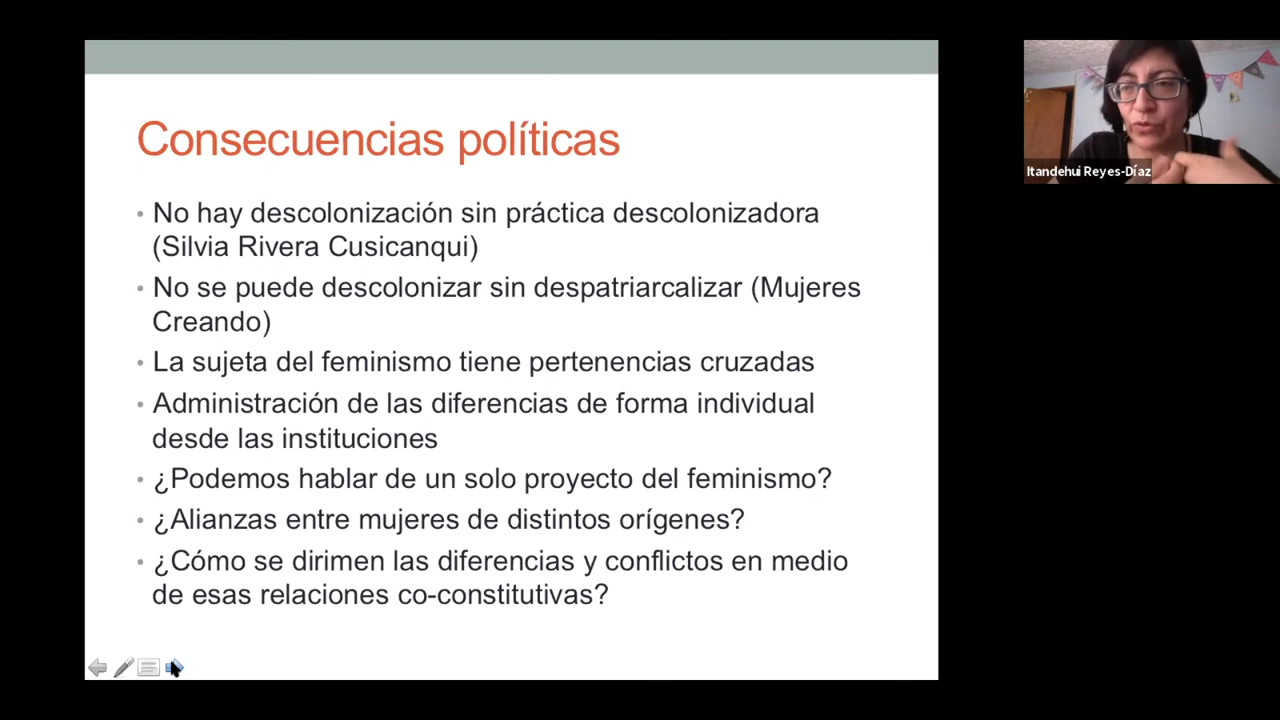 Consecuencias políticas
• No hay descolonización sin práctica descolonizadora
(Silvia Rivera Cusicanqui)
• No se puede descolonizar sin despatriarcalizar (Mujeres
Creando)
• La sujeta del feminismo tiene pertenencias cruzadas
• Administración de las diferencias de forma individual
desde las instituciones
• ¿Podemos hablar de un solo proyecto del feminismo?
• ¿Alianzas entre mujeres de distintos orígenes?
• ¿Cómo se dirimen las diferencias y conflictos en medio
de esas relaciones co-constitutivas?
Itandehui Reyes-Díaz